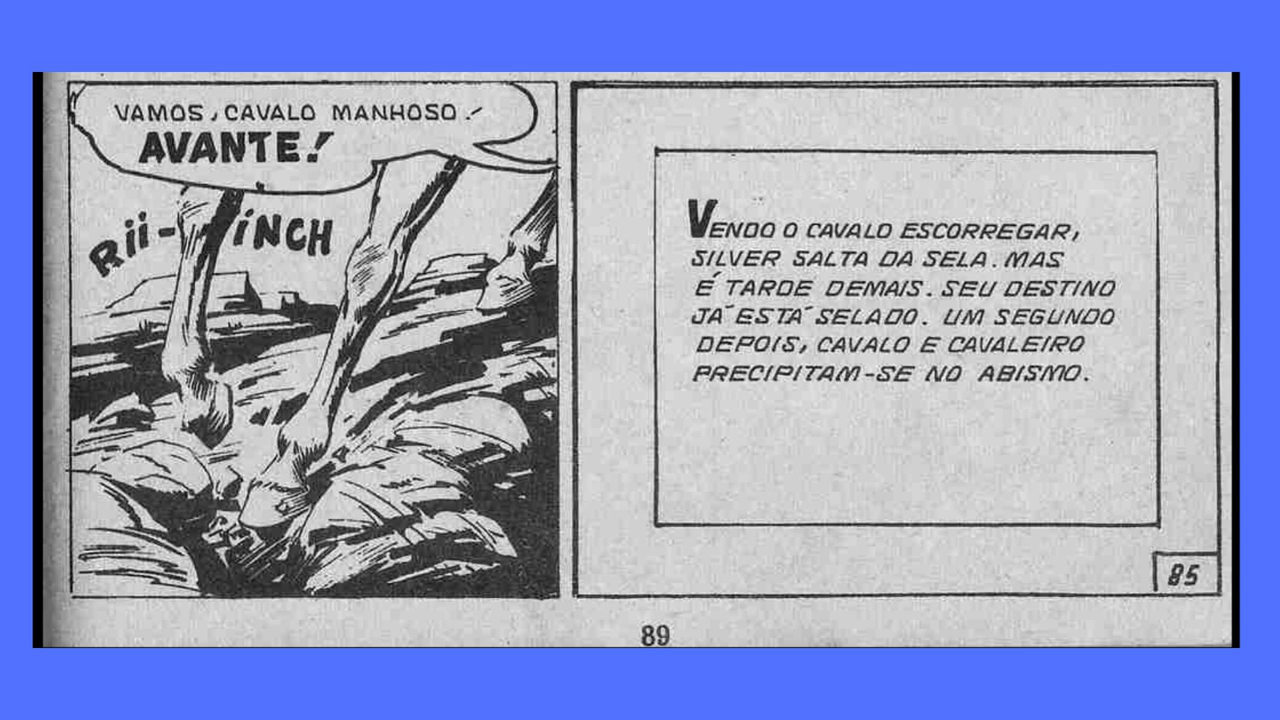 VAMOS, CAVALO MANHOSO!
AVANTE!
RII-INCH
VENDO O CAVALO ESCORREGAR,
SILVER SALTA DA SELA. MAS
É TARDE DEMAIS. SEU DESTINO
JÁ ESTÁ SELADO. UM SEGUNDO
DEPOIS, CAVALO E CAVALEIRO
PRECIPITAM-SE NO ABISMO.
85
89